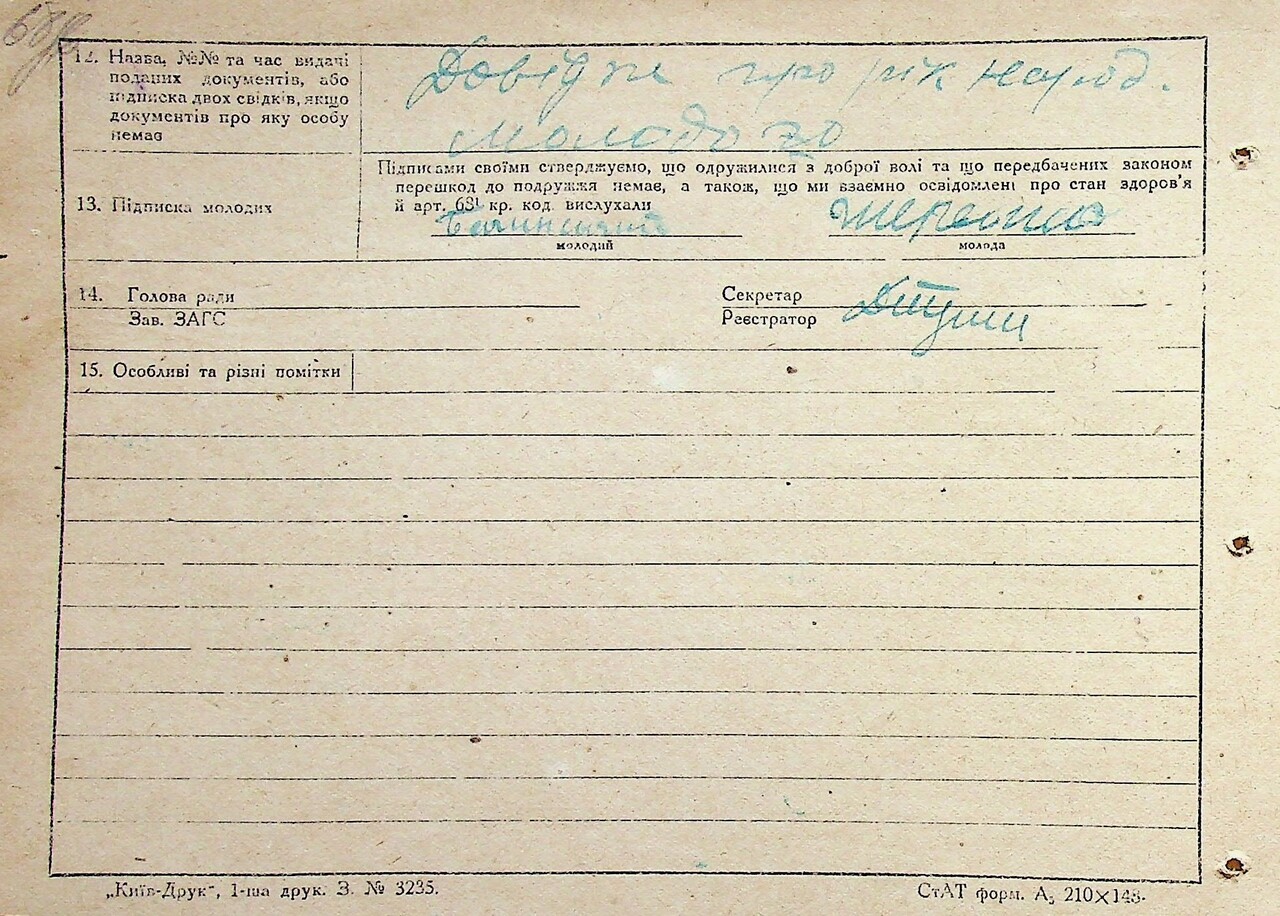 68
12. Назва, №№ та час видачі
поданих документів, або
підписка двох свідків, якщо
документів про яку особу
немає
про рік народ.
молодого
13. Підписка молодих
Підписами своїми стверджуємо, що одружилися з доброї волі та що передбачених законом
перешкод до подружжя немає, а також, що ми взаємно освідомлені про стан здоров'я
й арт. 68¹ кр. код. вислухали
молодий
молода
14. Голова ради
Зав. ЗАГС
Секретар
Реєстратор
15. Особливі та різні помітки
„Київ-Друк", 1-ша друк. З. № 3235.
СтАТ форм. А₅ 210×148.